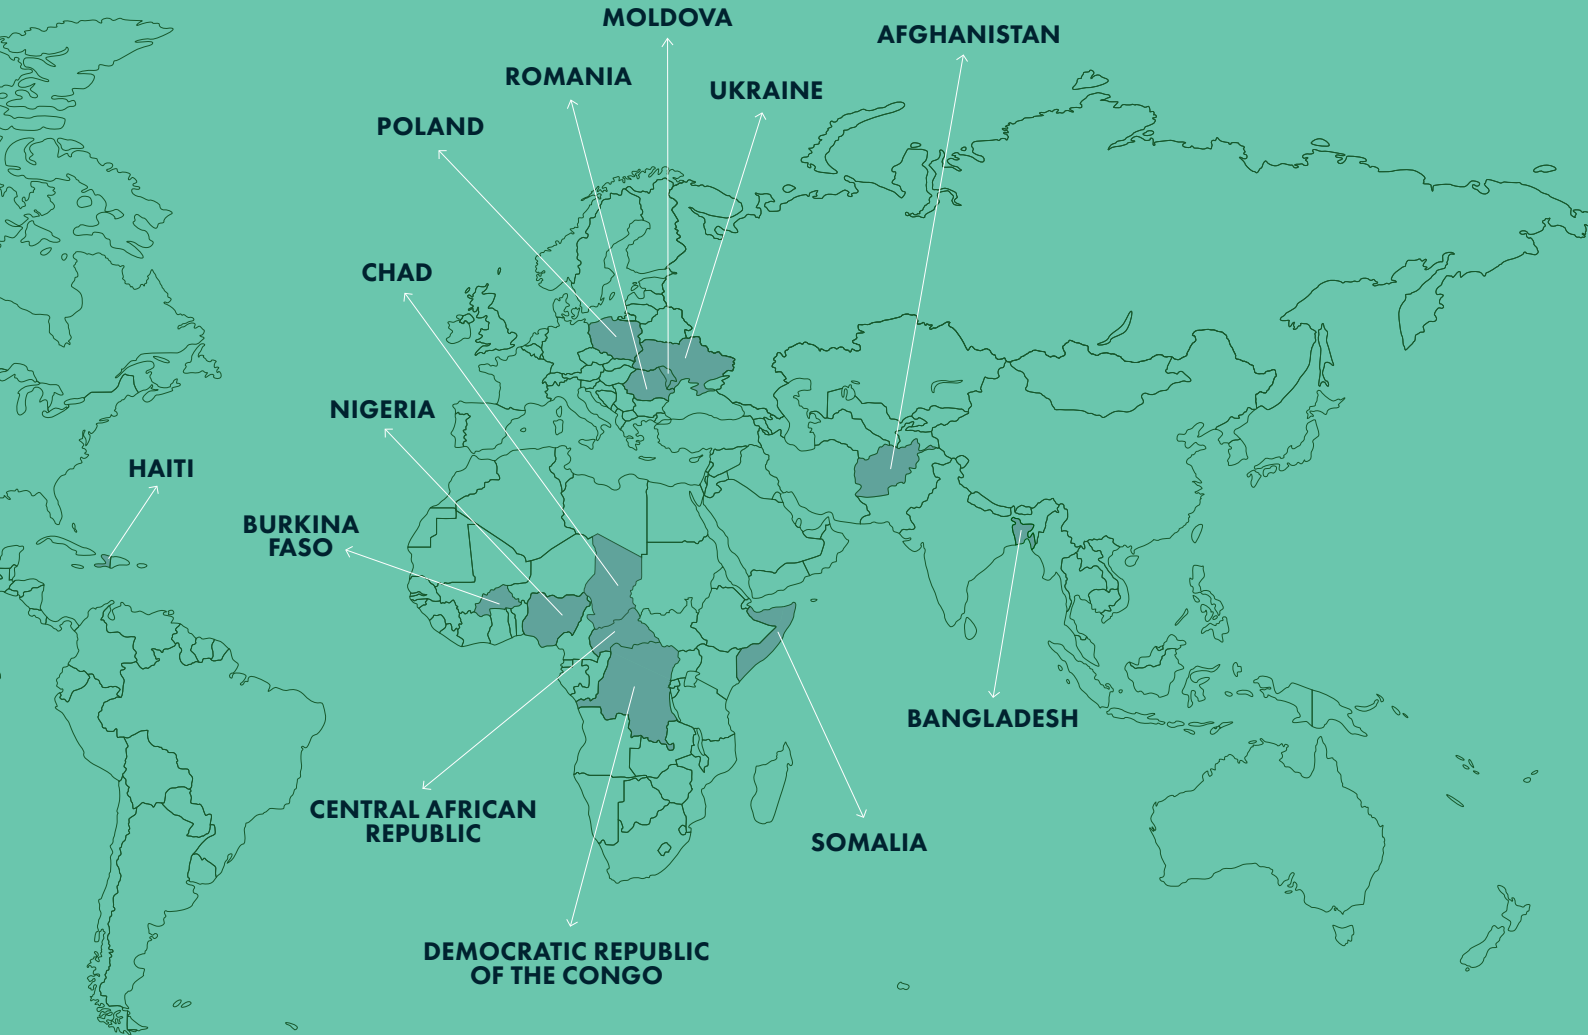 MOLDOVA
AFGHANISTAN
ROMANIA
UKRAINE
POLAND
CHAD
NIGERIA
HAITI
BURKINA
FASO
BANGLADESH
CENTRAL AFRICAN
REPUBLIC
SOMALIA
DEMOCRATIC REPUBLIC
OF THE CONGO